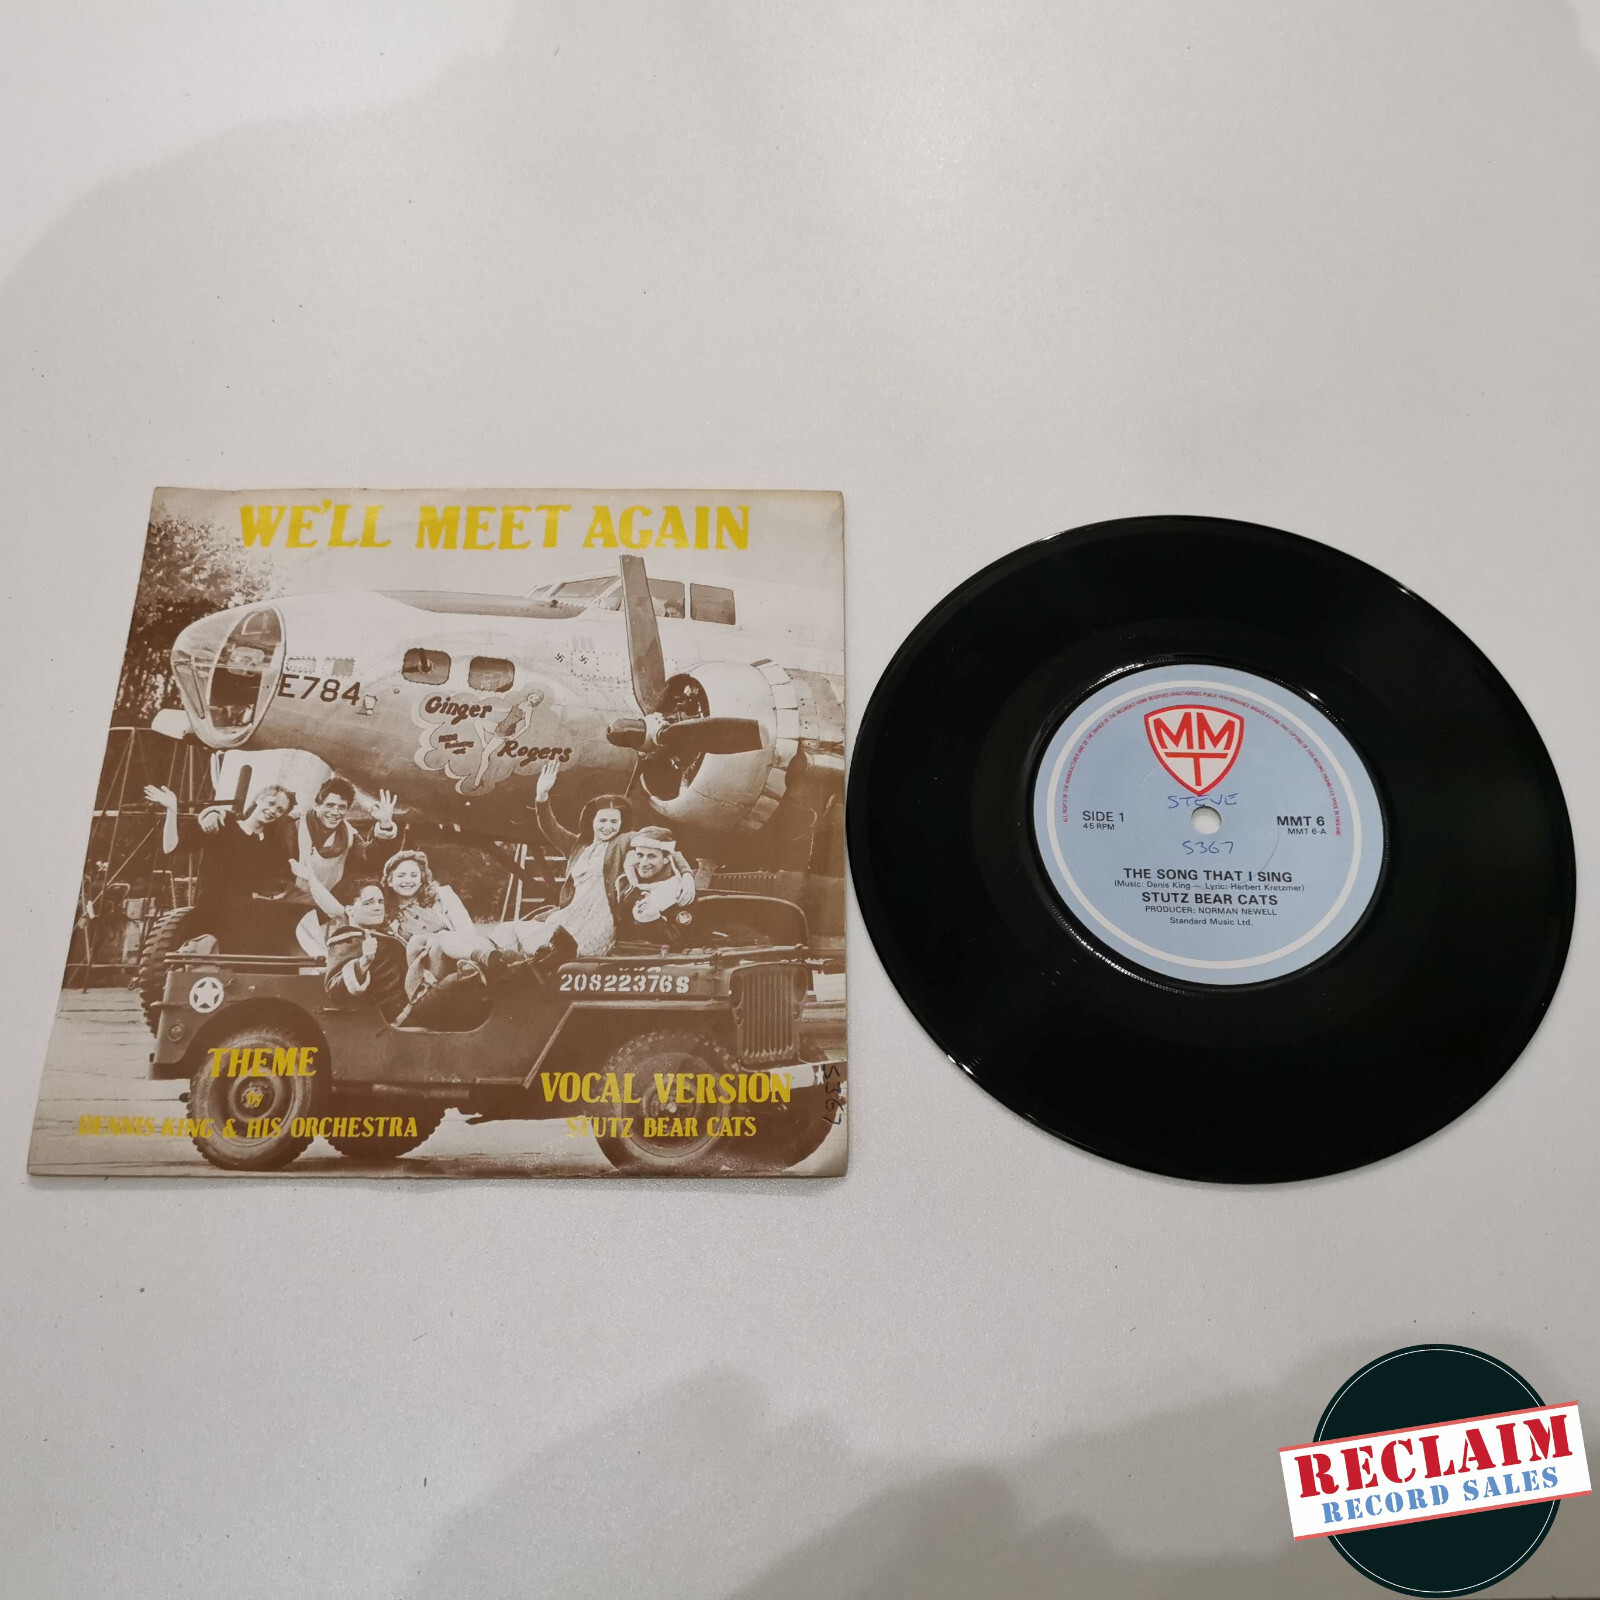 WE'LL MEET AGAIN
E784
Ginger
Rogers
20822376S
THEME
by
DENNIS KING & HIS ORCHESTRA
VOCAL VERSION
STUTZ BEAR CATS
S367
MMT
STEVE
SIDE 1
45 RPM
MMT 6
MMT 6-A
S367
THE SONG THAT I SING
(Music: Denis King — Lyric: Herbert Kretzmer)
STUTZ BEAR CATS
PRODUCER: NORMAN NEWELL
Standard Music Ltd.
RECLAIM
RECORD SALES